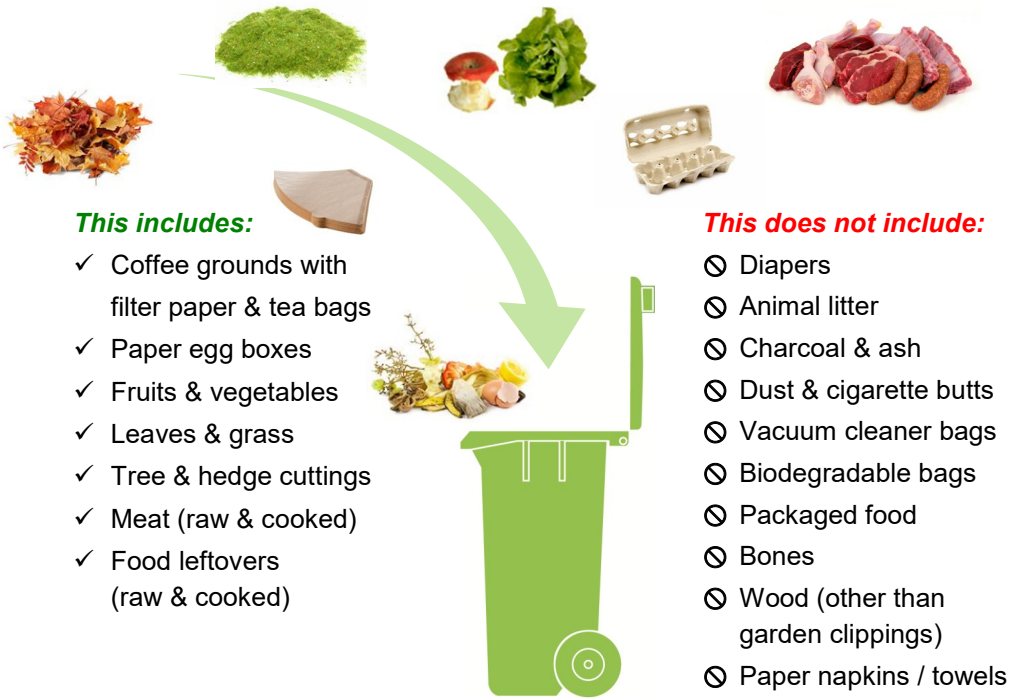 This includes:
✓ Coffee grounds with
filter paper & tea bags
✓ Paper egg boxes
✓ Fruits & vegetables
✓ Leaves & grass
✓ Tree & hedge cuttings
✓ Meat (raw & cooked)
✓ Food leftovers
(raw & cooked)
This does not include:
🛇 Diapers
🛇 Animal litter
🛇 Charcoal & ash
🛇 Dust & cigarette butts
🛇 Vacuum cleaner bags
🛇 Biodegradable bags
🛇 Packaged food
🛇 Bones
🛇 Wood (other than
garden clippings)
🛇 Paper napkins / towels